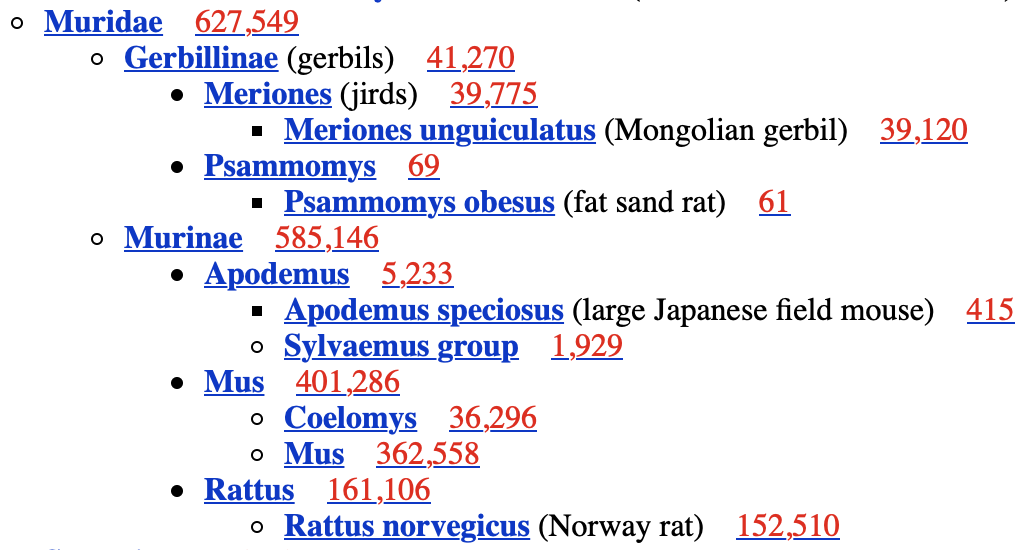 Muridae 627,549
Gerbillinae (gerbils) 41,270
Meriones (jirds) 39,775
Meriones unguiculatus (Mongolian gerbil) 39,120
Psammomys 69
Psammomys obesus (fat sand rat) 61
Murinae 585,146
Apodemus 5,233
Apodemus speciosus (large Japanese field mouse) 415
Sylvaemus group 1,929
Mus 401,286
Coelomys 36,296
Mus 362,558
Rattus 161,106
Rattus norvegicus (Norway rat) 152,510